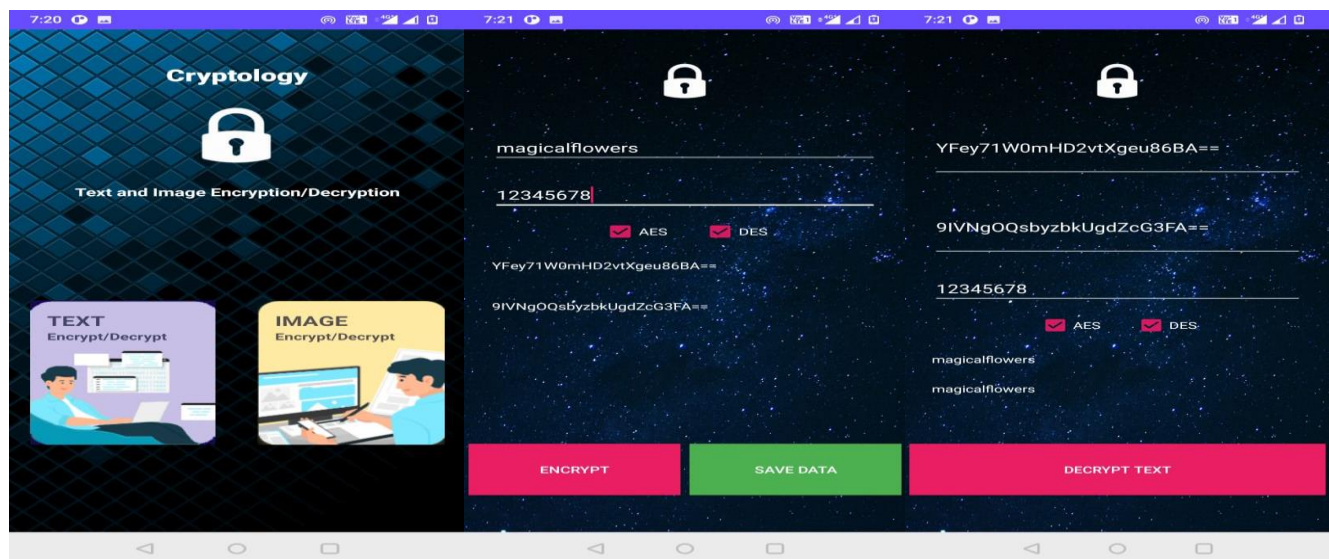 7:20
Cryptology
Text and Image Encryption/Decryption
TEXT
Encrypt/Decrypt
IMAGE
Encrypt/Decrypt
7:21
magicalflowers
12345678
AES DES
YFey71W0mHD2vtXgeu86BA==
9IVNgOQsbyzbkUgdZcG3FA==
ENCRYPT SAVE DATA
7:21
YFey71W0mHD2vtXgeu86BA==
9IVNgOQsbyzbkUgdZcG3FA==
12345678
AES DES
magicalflowers
magicalflowers
DECRYPT TEXT